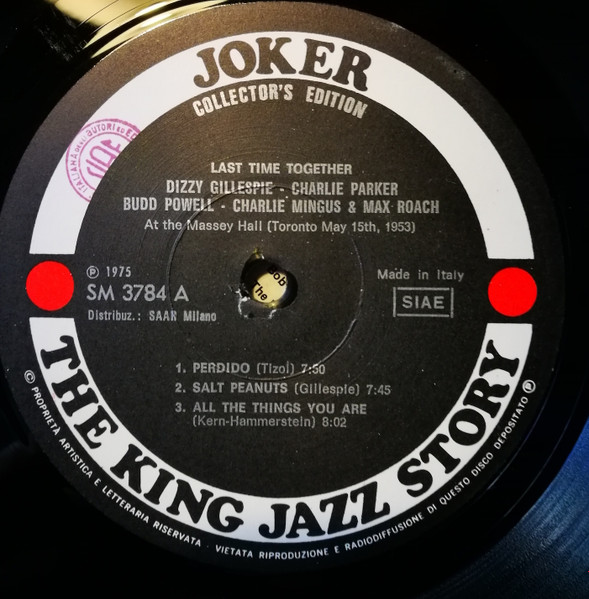 JOKER
COLLECTOR'S EDITION
LAST TIME TOGETHER
DIZZY GILLESPIE - CHARLIE PARKER
BUDD POWELL - CHARLIE MINGUS & MAX ROACH
At the Massey Hall (Toronto May 15th, 1953)
℗ 1975
SM 3784 A
Distribuz.: SAAR Milano
Made in Italy
SIAE
1. PERDIDO (Tizol) 7:50
2. SALT PEANUTS (Gillespie) 7:45
3. ALL THE THINGS YOU ARE
(Kern-Hammerstein) 8:02
THE KING JAZZ STORY
© PROPRIETÀ ARTISTICA E LETTERARIA RISERVATA - VIETATA RIPRODUZIONE E RADIODIFFUSIONE DI QUESTO DISCO DEPOSITATO ℗